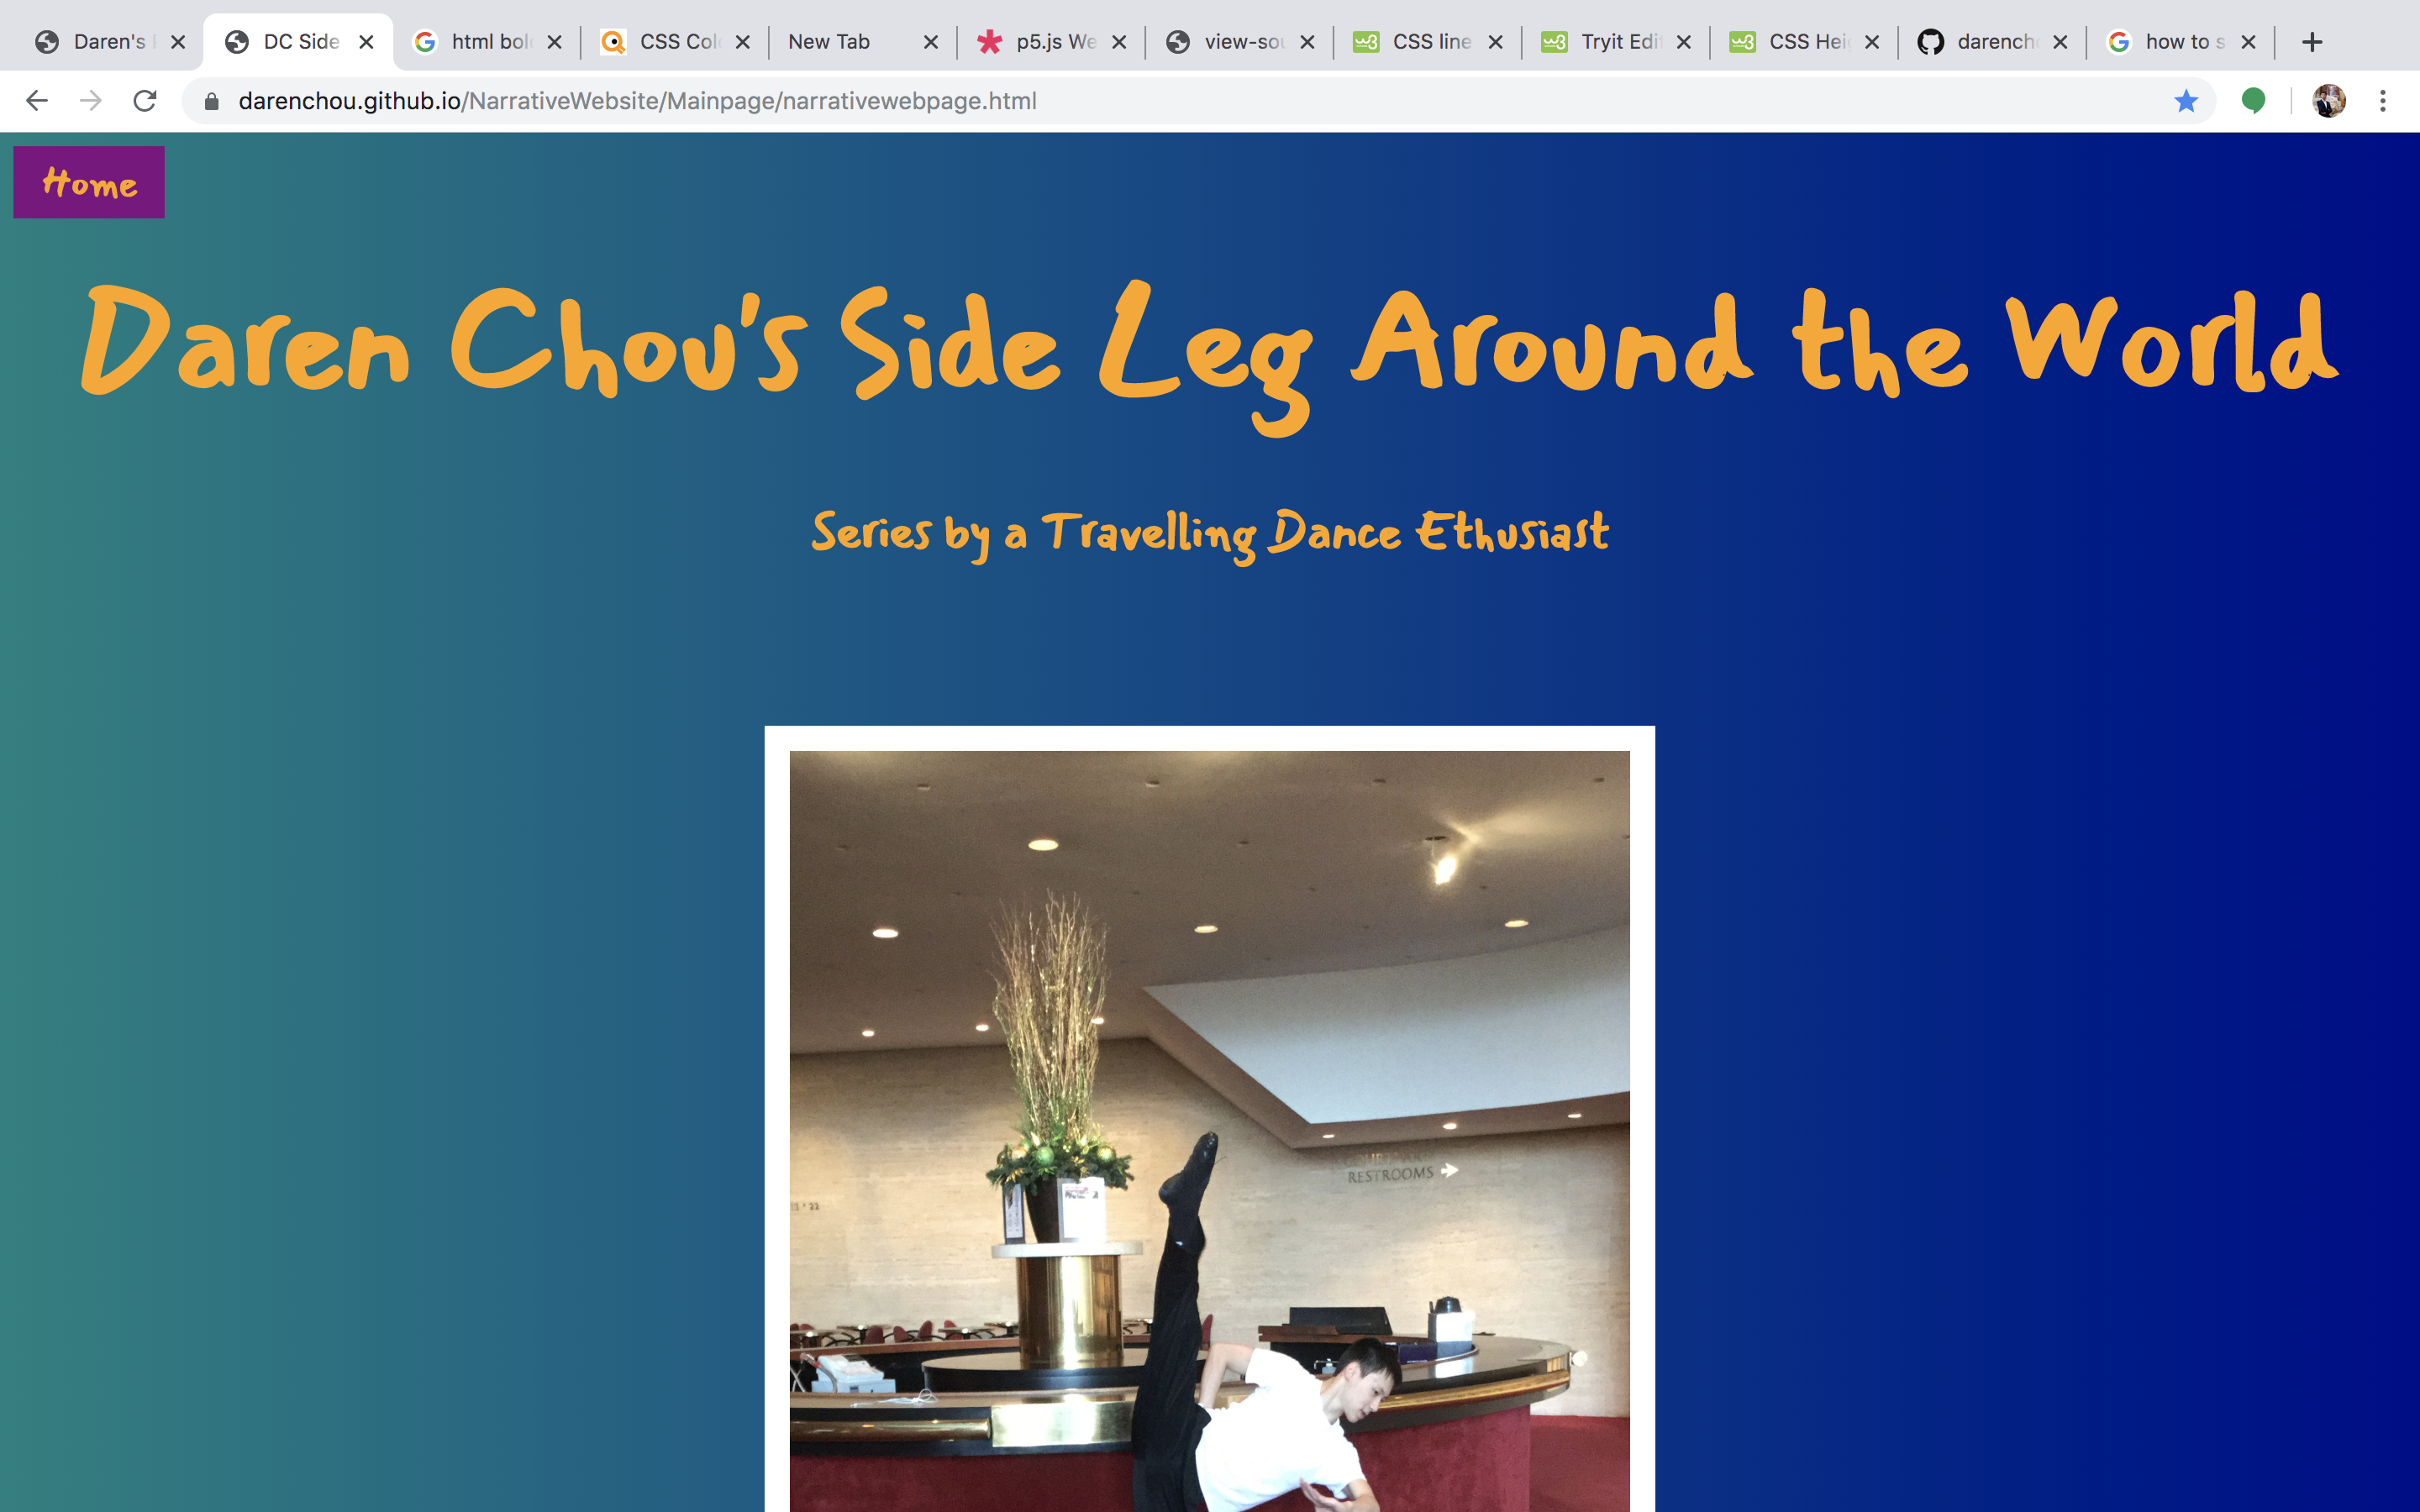 Daren's
DC Side
html bol
CSS Col
New Tab
p5.js We
view-sou
CSS line
Tryit Edi
CSS Hei
darench
how to s
darenchou.github.io/NarrativeWebsite/Mainpage/narrativewebpage.html
Home
Daren Chou's Side Leg Around the World
Series by a Travelling Dance Ethusiast
RESTROOMS →